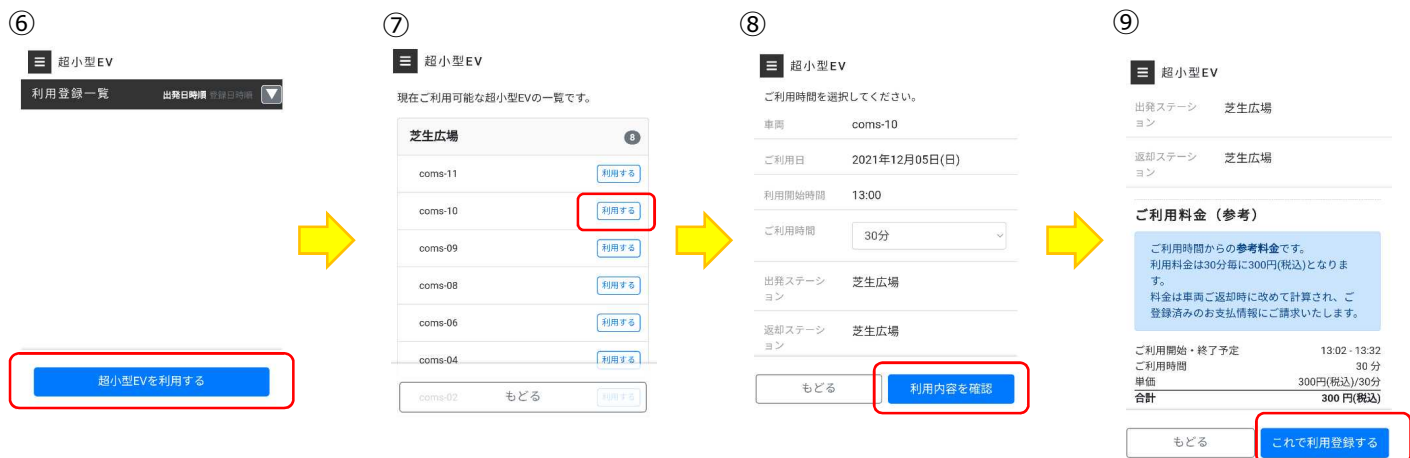 ⑥
超小型EV
利用登録一覧 出発日時順 登録日時順
超小型EVを利用する
⑦
超小型EV
現在ご利用可能な超小型EVの一覧です。
芝生広場 8
coms-11 利用する
coms-10 利用する
coms-09 利用する
coms-08 利用する
coms-06 利用する
coms-04 利用する
coms-02 もどる 利用する
⑧
超小型EV
ご利用時間を選択してください。
車両 coms-10
ご利用日 2021年12月05日(日)
利用開始時間 13:00
ご利用時間 30分
出発ステーシ 芝生広場
ョン
返却ステーシ 芝生広場
ョン
もどる 利用内容を確認
⑨
超小型EV
出発ステーシ 芝生広場
ョン
返却ステーシ 芝生広場
ョン
ご利用料金（参考）
ご利用時間からの参考料金です。
利用料金は30分毎に300円(税込)となりま
す。
料金は車両ご返却時に改めて計算され、ご
登録済みのお支払情報にご請求いたします。
ご利用開始・終了予定 13:02 - 13:32
ご利用時間 30 分
単価 300円(税込)/30分
合計 300 円(税込)
もどる これで利用登録する